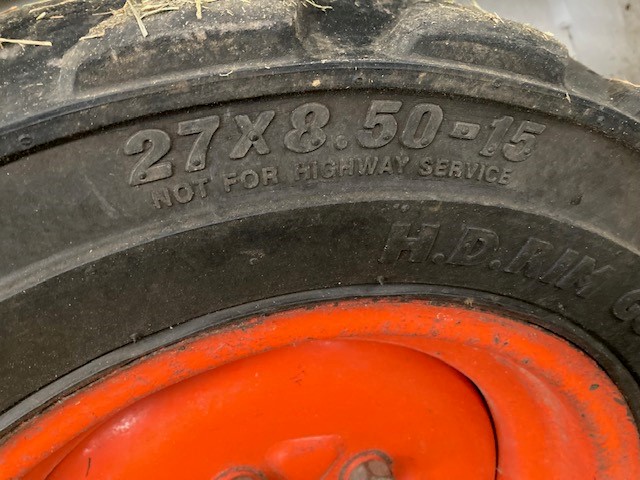 27X8.50-15
NOT FOR HIGHWAY SERVICE
H.D. RIM